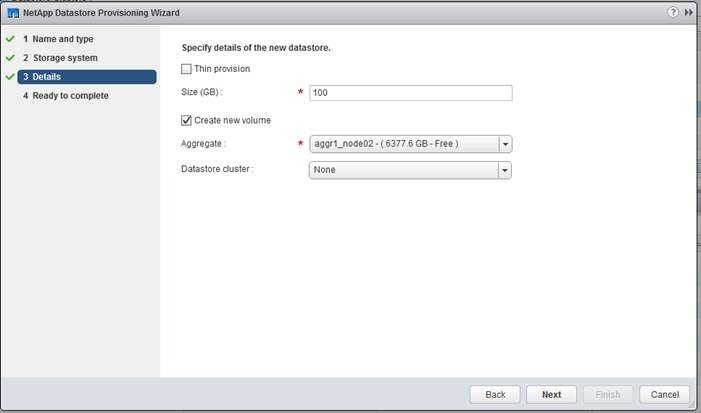 NetApp Datastore Provisioning Wizard
1 Name and type
2 Storage system
3 Details
4 Ready to complete
Specify details of the new datastore.
Thin provision
Size (GB) : * 100
Create new volume
Aggregate : * aggr1_node02 - ( 6377.6 GB - Free )
Datastore cluster : None
Back Next Finish Cancel